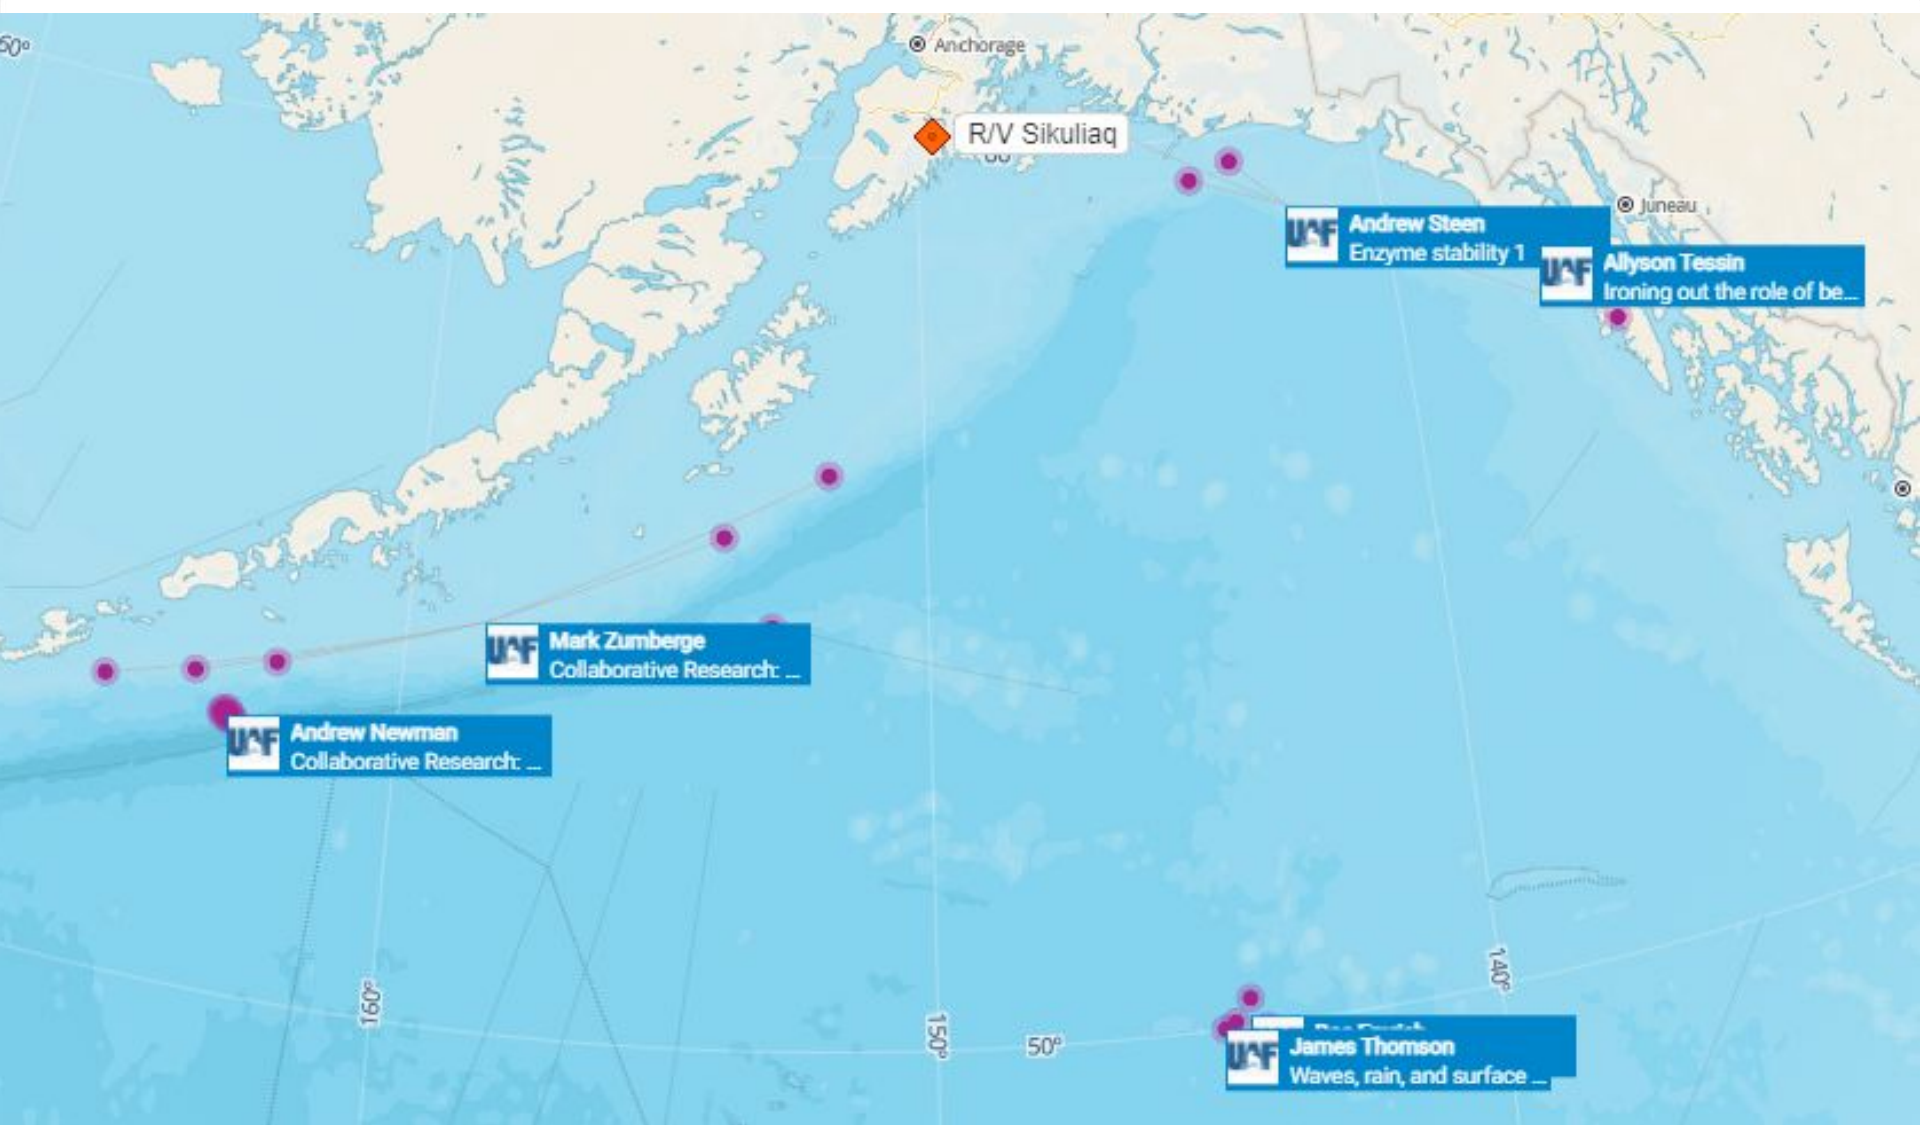 60°
Anchorage
R/V Sikuliaq
60
Juneau
UAF
Andrew Steen
Enzyme stability 1
UAF
Allyson Tessin
Ironing out the role of be...
UAF
Mark Zumberge
Collaborative Research: ...
UAF
Andrew Newman
Collaborative Research: ...
160°
150°
50°
140°
UAF
James Thomson
Waves, rain, and surface ...